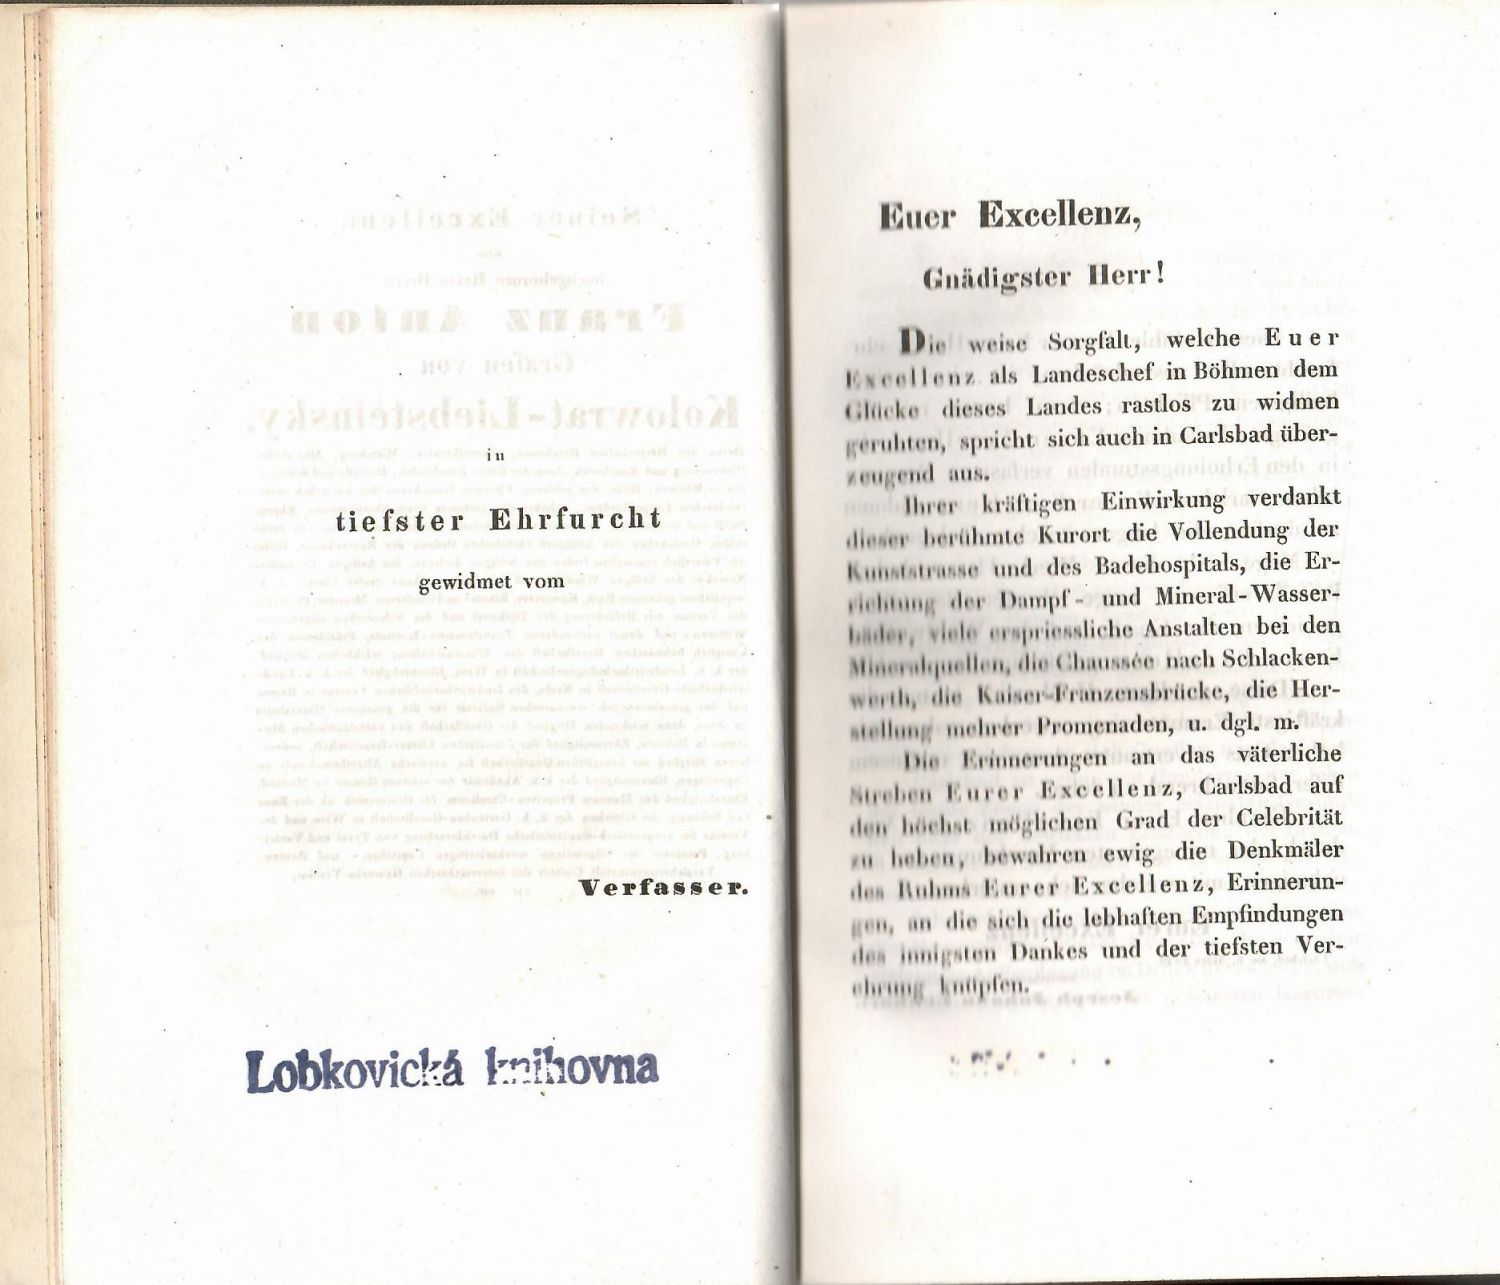 in
tiefster Ehrfurcht
gewidmet vom
Verfasser.
Lobkovická knihovna
Euer Excellenz,
Gnädigster Herr!
Die weise Sorgfalt, welche Euer
Excellenz als Landeschef in Böhmen dem
Glücke dieses Landes rastlos zu widmen
geruhten, spricht sich auch in Carlsbad über-
zeugend aus.
Ihrer kräftigen Einwirkung verdankt
dieser berühmte Kurort die Vollendung der
Kunststrasse und des Badehospitals, die Er-
richtung der Dampf- und Mineral-Wasser-
bäder, viele erspriessliche Anstalten bei den
Mineralquellen, die Chaussée nach Schlacken-
werth, die Kaiser-Franzensbrücke, die Her-
stellung mehrer Promenaden, u. dgl. m.
Die Erinnerungen an das väterliche
Streben Eurer Excellenz, Carlsbad auf
den höchst möglichen Grad der Celebrität
zu heben, bewahren ewig die Denkmäler
des Ruhms Eurer Excellenz, Erinnerun-
gen, an die sich die lebhaften Empfindungen
des innigsten Dankes und der tiefsten Ver-
ehrung knüpfen.